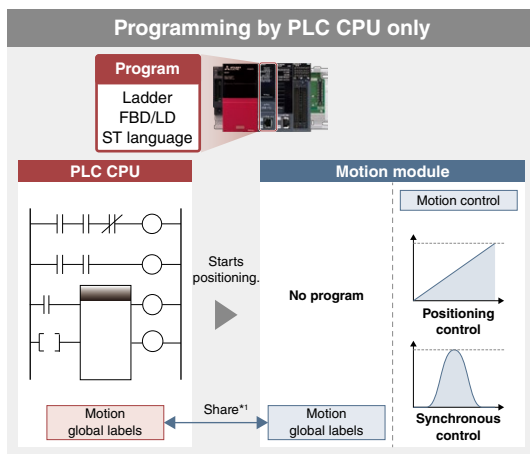 Programming by PLC CPU only
Program
Ladder
FBD/LD
ST language
PLC CPU
Motion module
Starts
positioning.
No program
Motion control
Positioning
control
Synchronous
control
Motion
global labels
Share*1
Motion
global labels